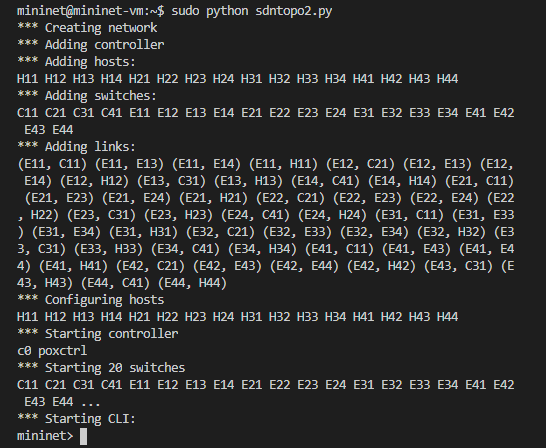 mininet@mininet-vm:~$ sudo python sdntopo2.py
*** Creating network
*** Adding controller
*** Adding hosts:
H11 H12 H13 H14 H21 H22 H23 H24 H31 H32 H33 H34 H41 H42 H43 H44
*** Adding switches:
C11 C21 C31 C41 E11 E12 E13 E14 E21 E22 E23 E24 E31 E32 E33 E34 E41 E42
E43 E44
*** Adding links:
(E11, C11) (E11, E13) (E11, E14) (E11, H11) (E12, C21) (E12, E13) (E12,
E14) (E12, H12) (E13, C31) (E13, H13) (E14, C41) (E14, H14) (E21, C11)
(E21, E23) (E21, E24) (E21, H21) (E22, C21) (E22, E23) (E22, E24) (E22
, H22) (E23, C31) (E23, H23) (E24, C41) (E24, H24) (E31, C11) (E31, E33
) (E31, E34) (E31, H31) (E32, C21) (E32, E33) (E32, E34) (E32, H32) (E3
3, C31) (E33, H33) (E34, C41) (E34, H34) (E41, C11) (E41, E43) (E41, E4
4) (E41, H41) (E42, C21) (E42, E43) (E42, E44) (E42, H42) (E43, C31) (E
43, H43) (E44, C41) (E44, H44)
*** Configuring hosts
H11 H12 H13 H14 H21 H22 H23 H24 H31 H32 H33 H34 H41 H42 H43 H44
*** Starting controller
c0 poxctrl
*** Starting 20 switches
C11 C21 C31 C41 E11 E12 E13 E14 E21 E22 E23 E24 E31 E32 E33 E34 E41 E42
E43 E44 ...
*** Starting CLI:
mininet>